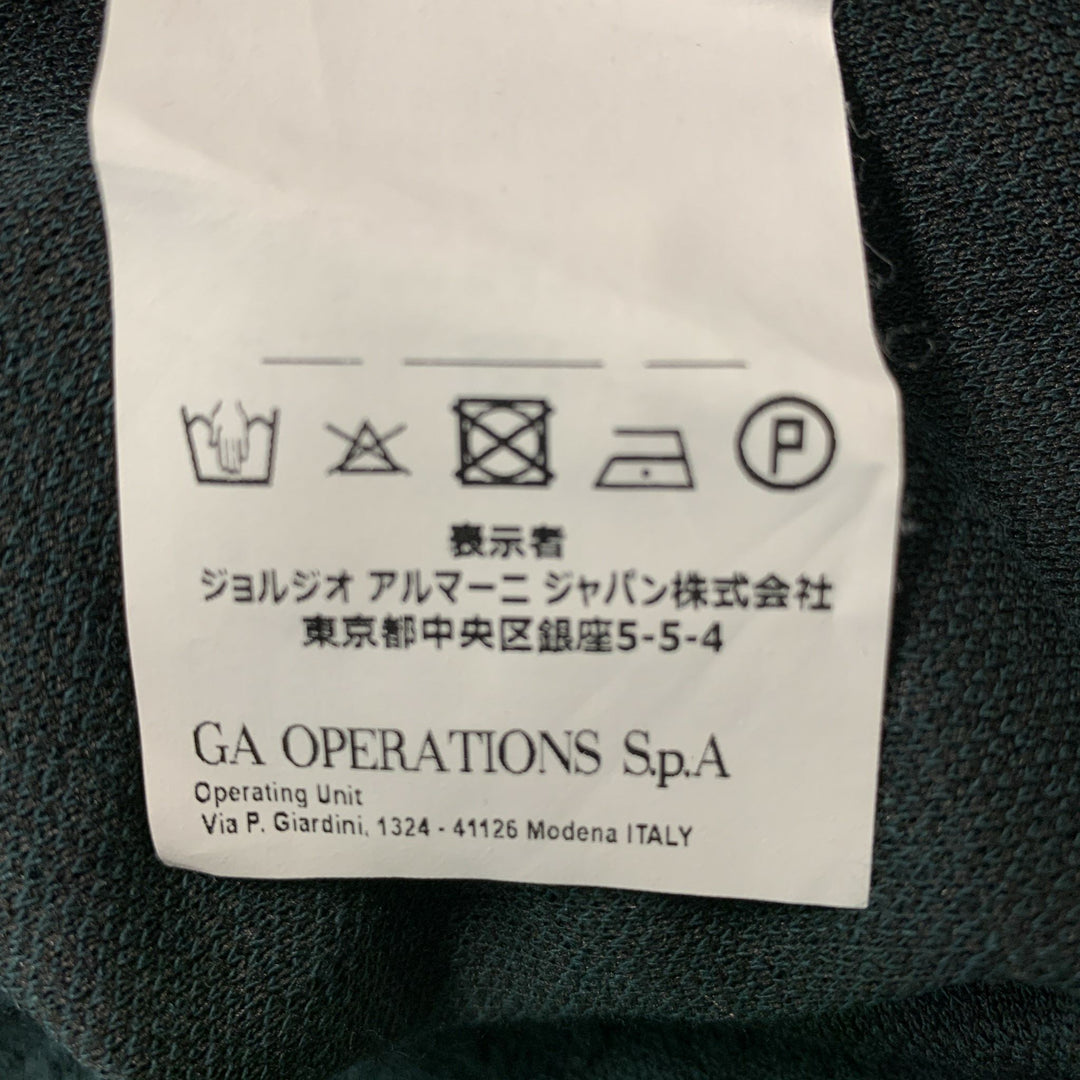 P
表示者
ジョルジオ アルマーニ ジャパン株式会社
東京都中央区銀座5-5-4
GA OPERATIONS S.p.A
Operating Unit
Via P. Giardini, 1324 - 41126 Modena ITALY